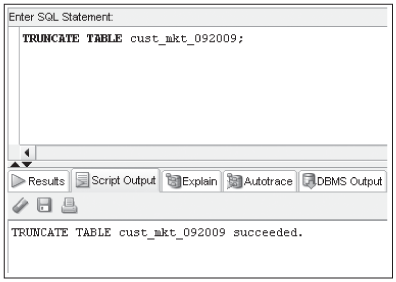 Enter SQL Statement:
TRUNCATE TABLE cust_mkt_092009;
Results Script Output Explain Autotrace DBMS Output
TRUNCATE TABLE cust_mkt_092009 succeeded.